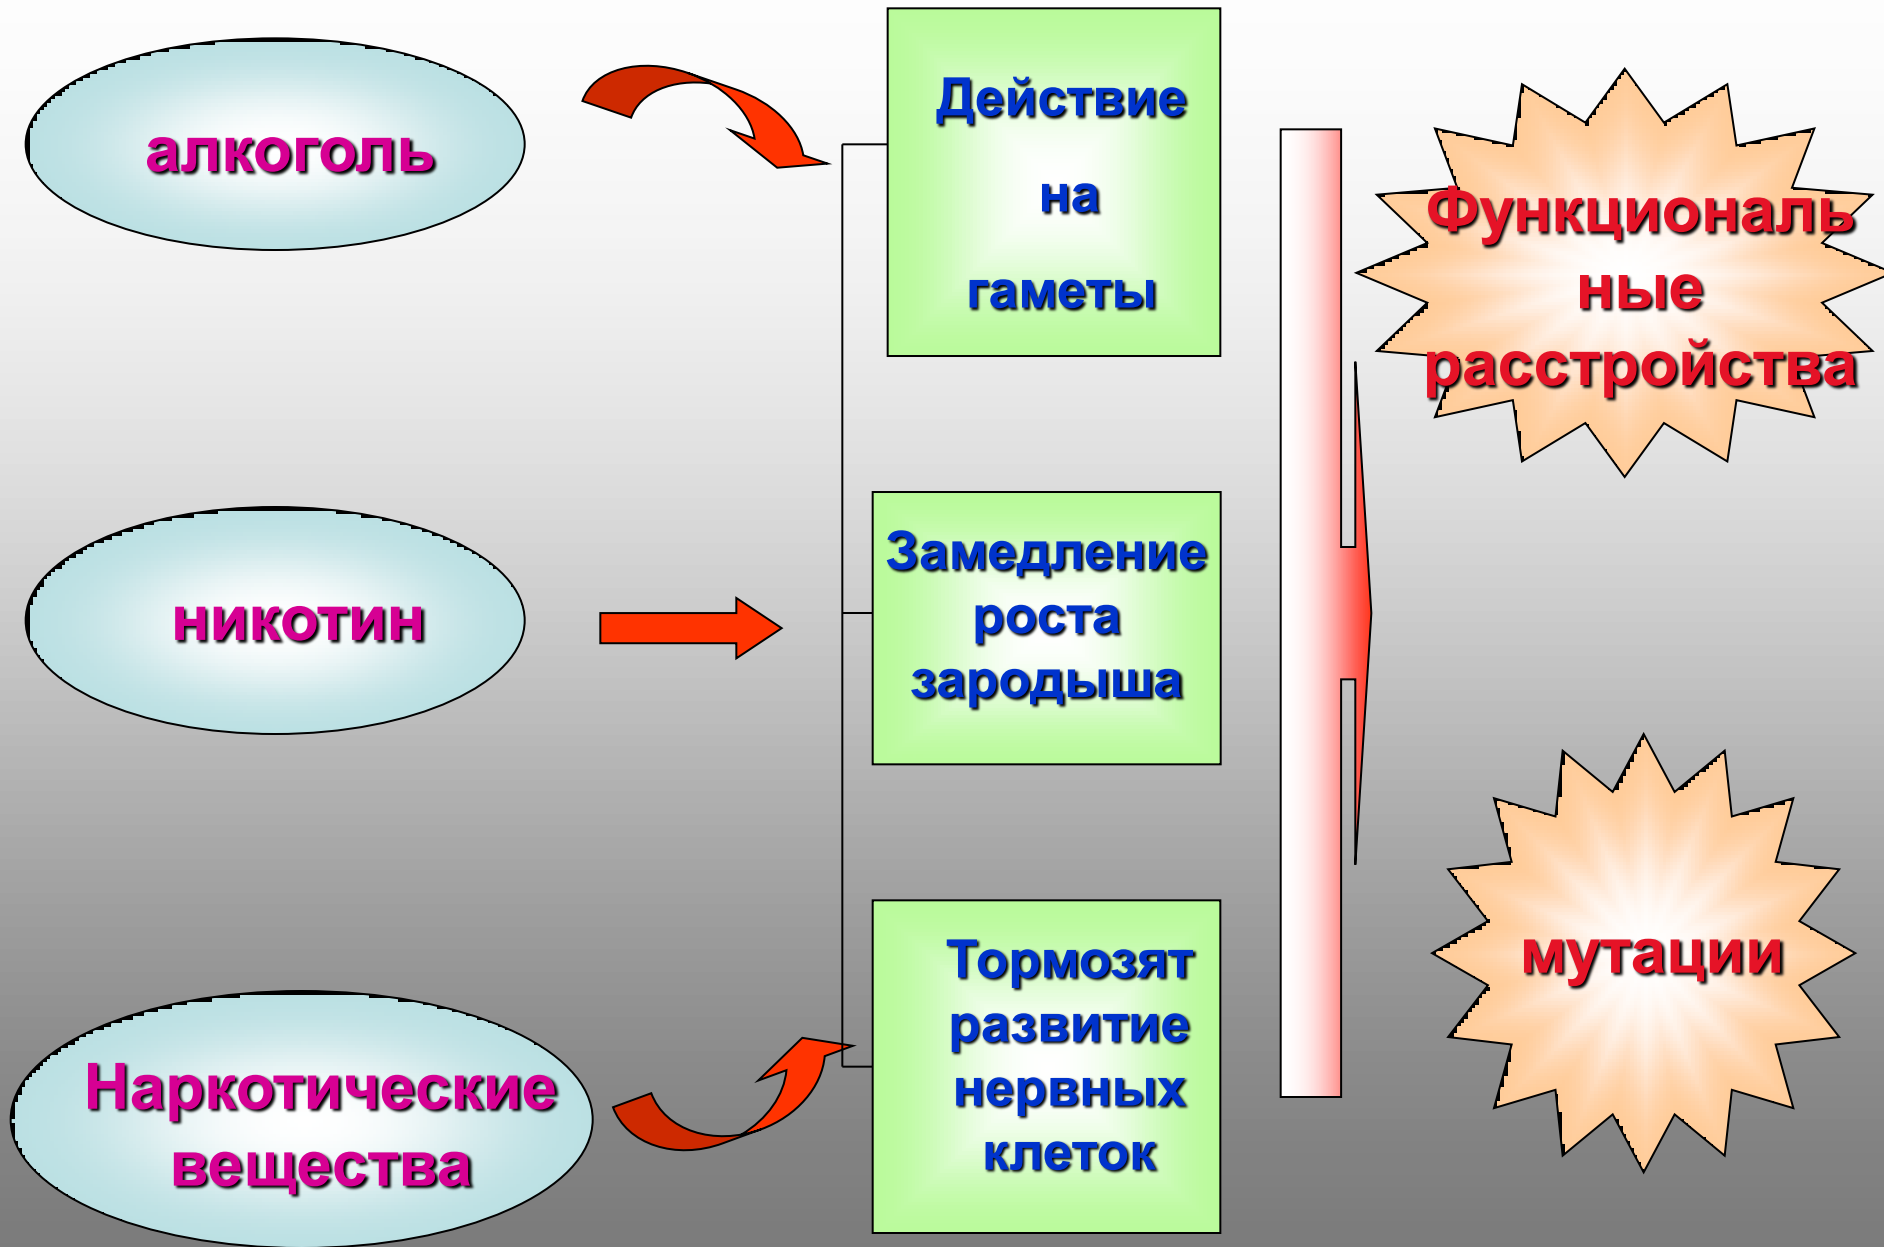 алкоголь
Действие
на
гаметы
Функциональ
ные
расстройства
никотин
Замедление
роста
зародыша
Наркотические
вещества
Тормозят
развитие
нервных
клеток
мутации